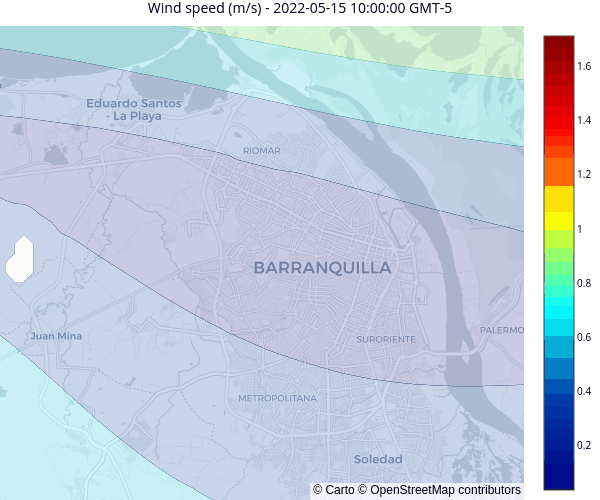 Wind speed (m/s) - 2022-05-15 10:00:00 GMT-5
Eduardo Santos
- La Playa
RIOMAR
BARRANQUILLA
Juan Mina
SURORIENTE
PALERMO
METROPOLITANA
Soledad
© Carto © OpenStreetMap contributors
1.6
1.4
1.2
1
0.8
0.6
0.4
0.2